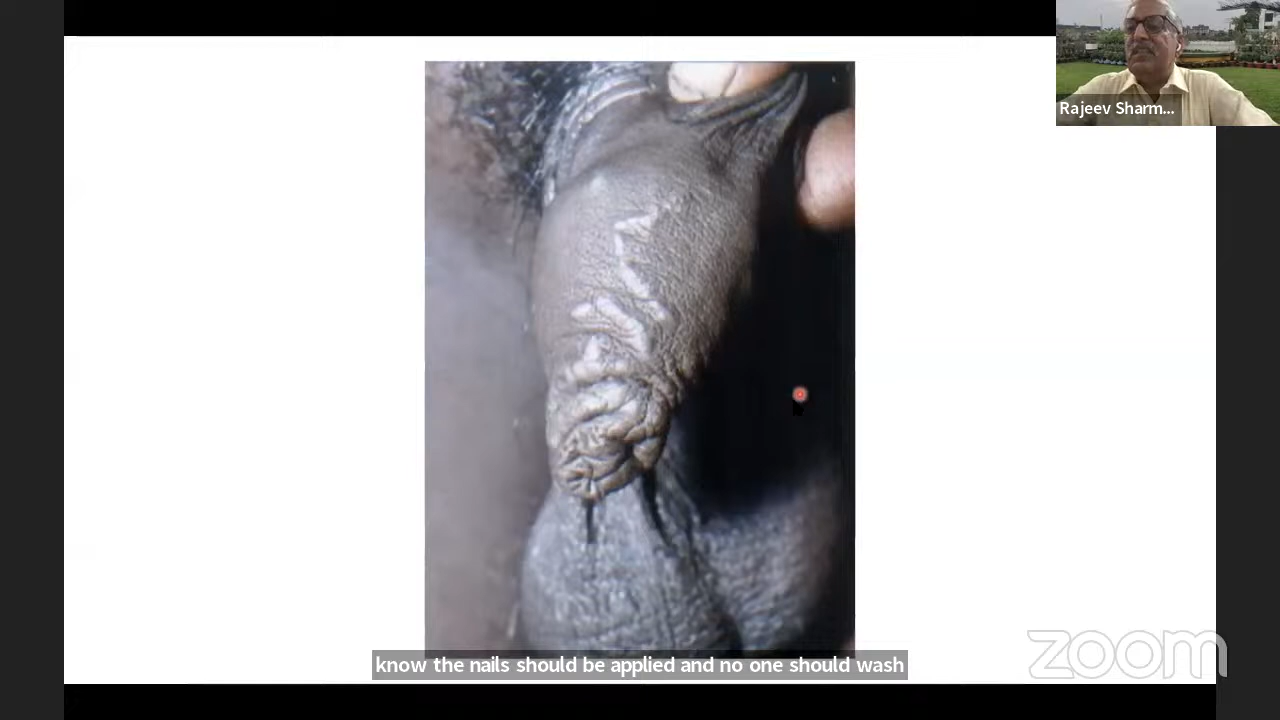 Rajeev Sharm...
know the nails should be applied and no one should wash
zoom